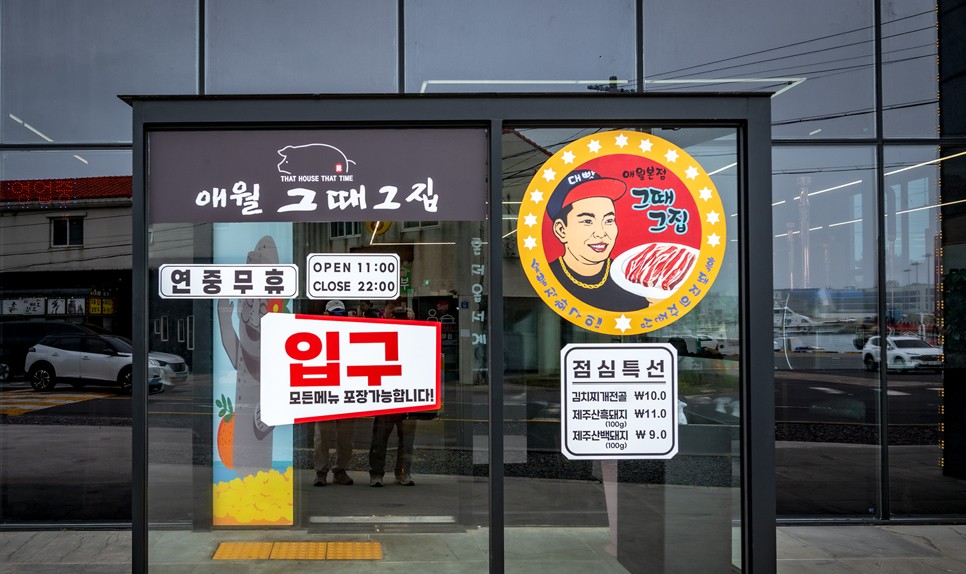 THAT HOUSE THAT TIME
애월 그때그집
연중무휴
OPEN 11:00
CLOSE 22:00
입구
모든메뉴 포장가능합니다!
대빵
애월본점
그때
그집
점심특선
김치찌개전골 ₩10.0
제주산흑돼지 ₩11.0
(100g)
제주산백돼지 ₩ 9.0
(100g)